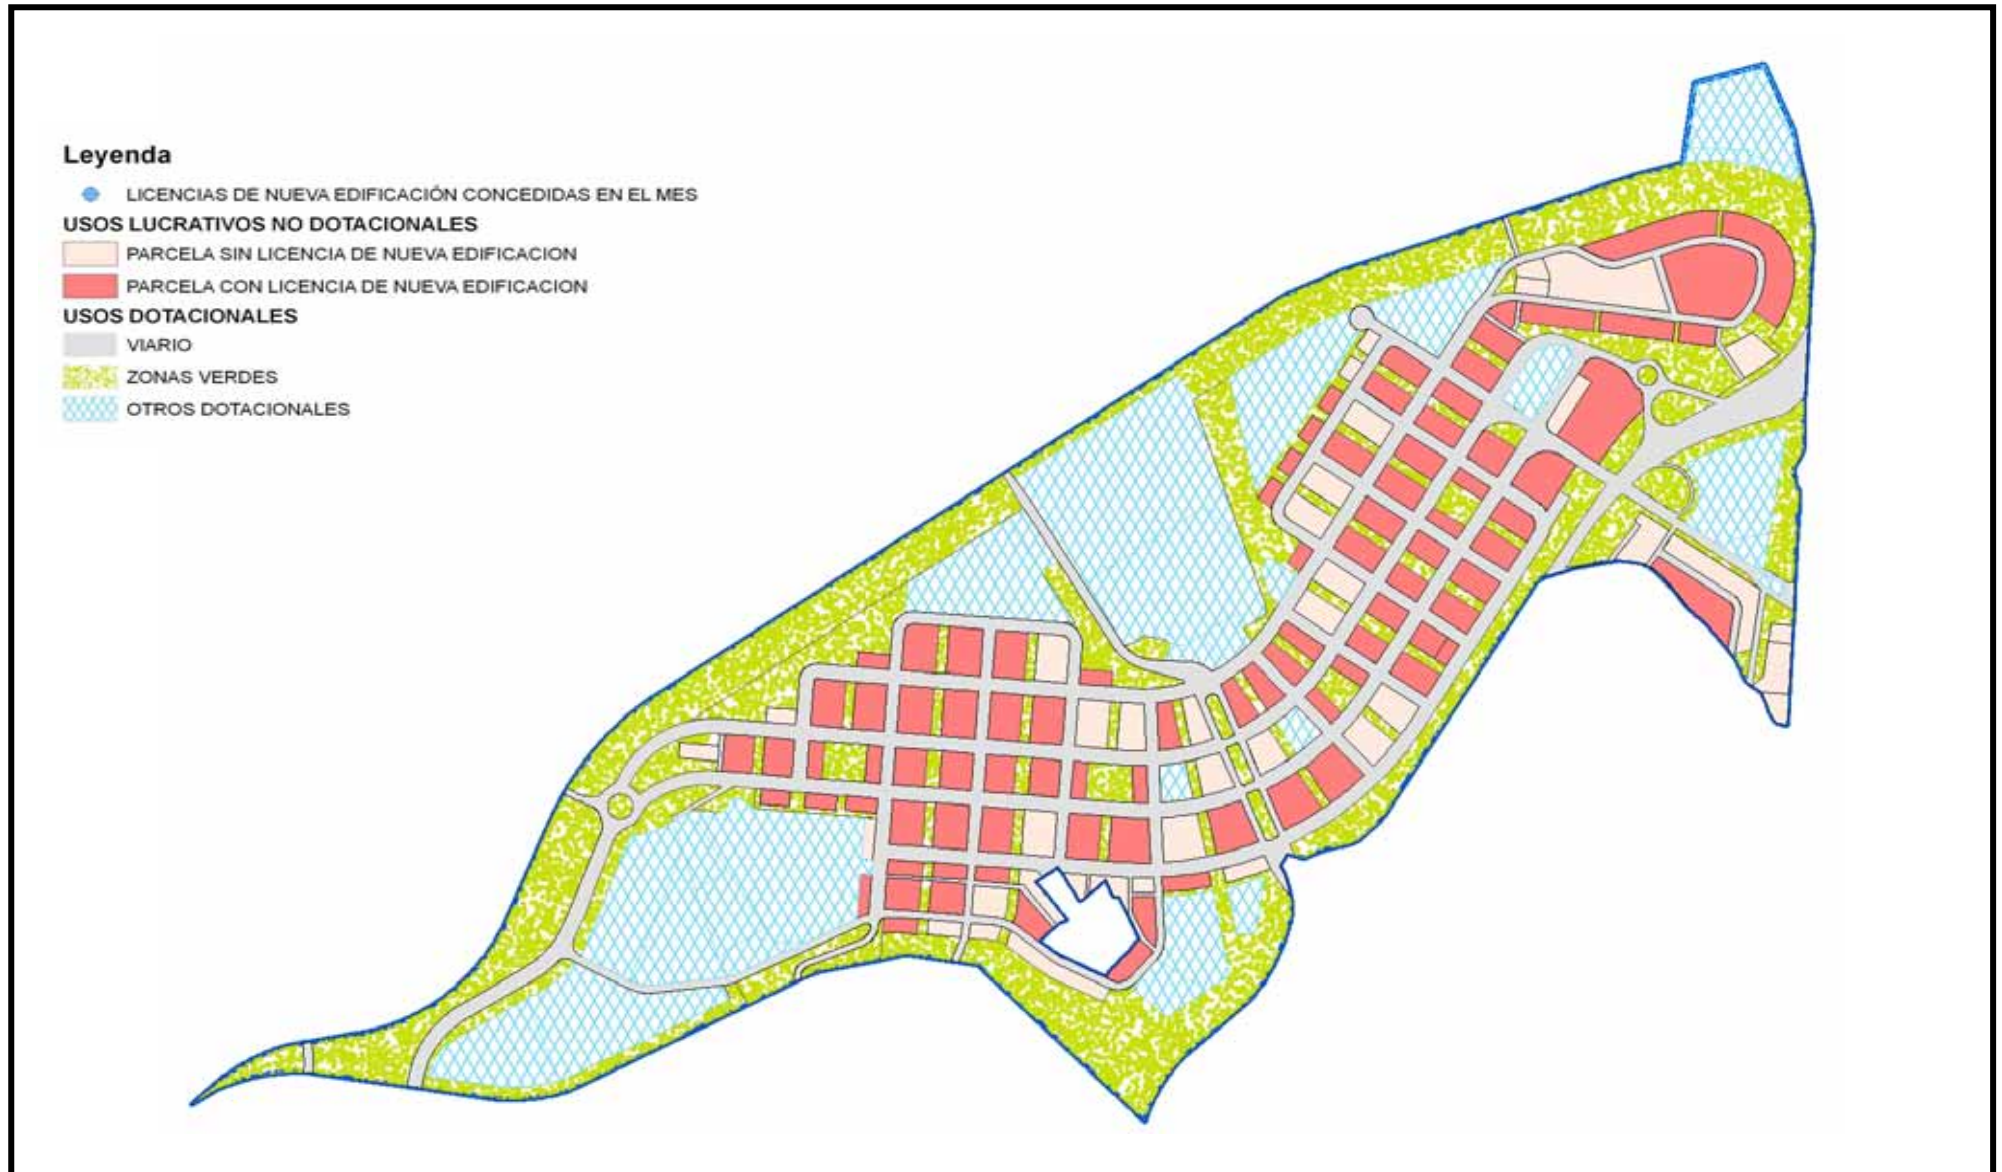 Leyenda
LICENCIAS DE NUEVA EDIFICACIÓN CONCEDIDAS EN EL MES
USOS LUCRATIVOS NO DOTACIONALES
PARCELA SIN LICENCIA DE NUEVA EDIFICACION
PARCELA CON LICENCIA DE NUEVA EDIFICACION
USOS DOTACIONALES
VIARIO
ZONAS VERDES
OTROS DOTACIONALES